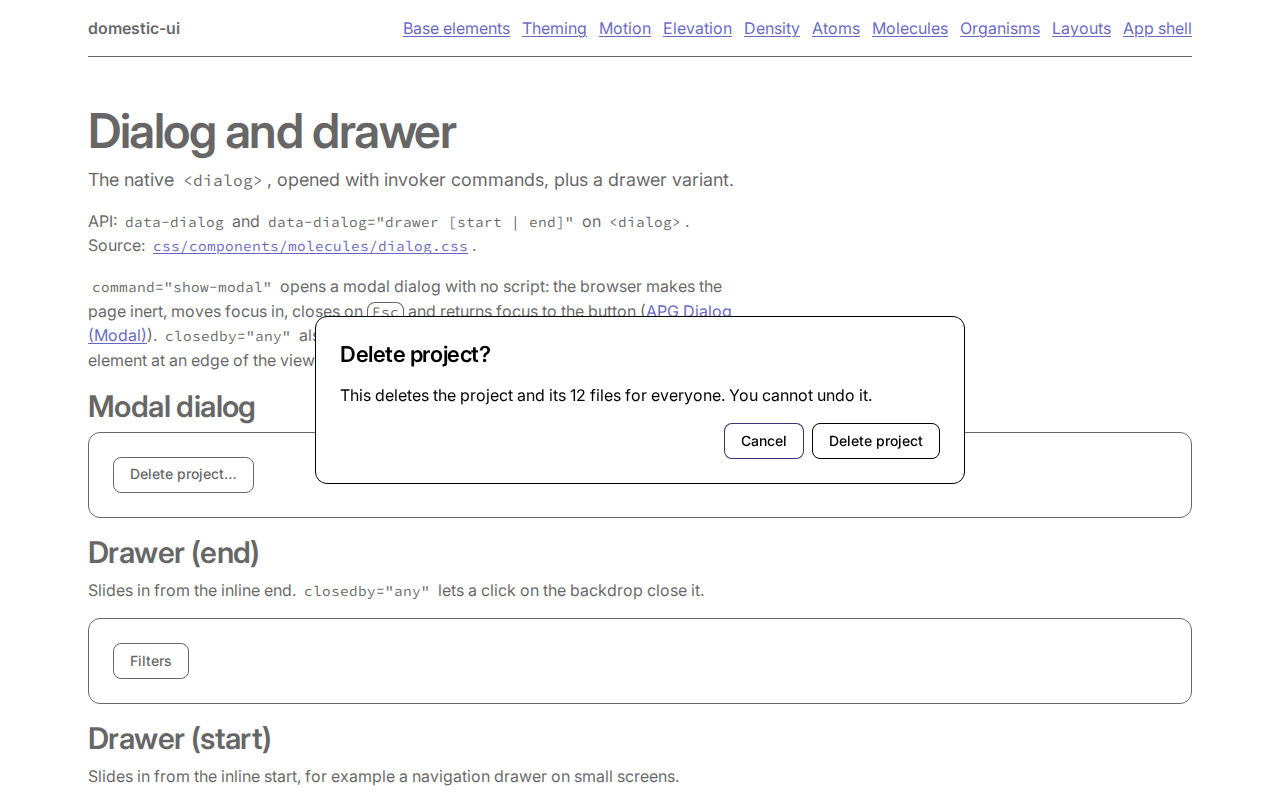 domestic-ui
Base elements Theming Motion Elevation Density Atoms Molecules Organisms Layouts App shell
Dialog and drawer
The native <dialog>, opened with invoker commands, plus a drawer variant.
API: data-dialog and data-dialog="drawer [start | end]" on <dialog>.
Source: css/components/molecules/dialog.css.
command="show-modal" opens a modal dialog with no script: the browser makes the
page inert, moves focus in, closes on Esc and returns focus to the button (APG Dialog
(Modal)). closedby="any"
element at an edge of the
Delete project?
This deletes the project and its 12 files for everyone. You cannot undo it.
Cancel Delete project
Modal dialog
Delete project…
Drawer (end)
Slides in from the inline end. closedby="any" lets a click on the backdrop close it.
Filters
Drawer (start)
Slides in from the inline start, for example a navigation drawer on small screens.